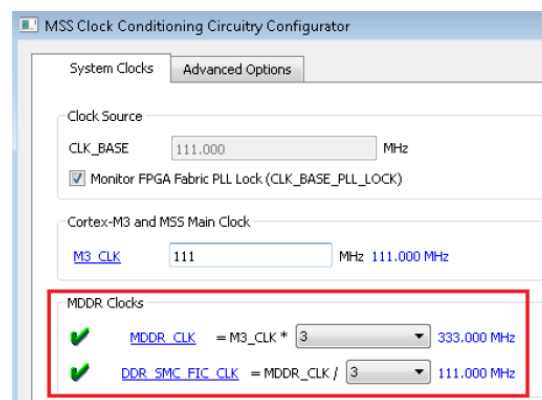 MSS Clock Conditioning Circuitry Configurator
System Clocks Advanced Options
Clock Source
CLK_BASE 111.000 MHz
Monitor FPGA Fabric PLL Lock (CLK_BASE_PLL_LOCK)
Cortex-M3 and MSS Main Clock
M3_CLK 111 MHz 111.000 MHz
MDDR Clocks
MDDR_CLK = M3_CLK * 3 333.000 MHz
DDR_SMC_FIC_CLK = MDDR_CLK / 3 111.000 MHz